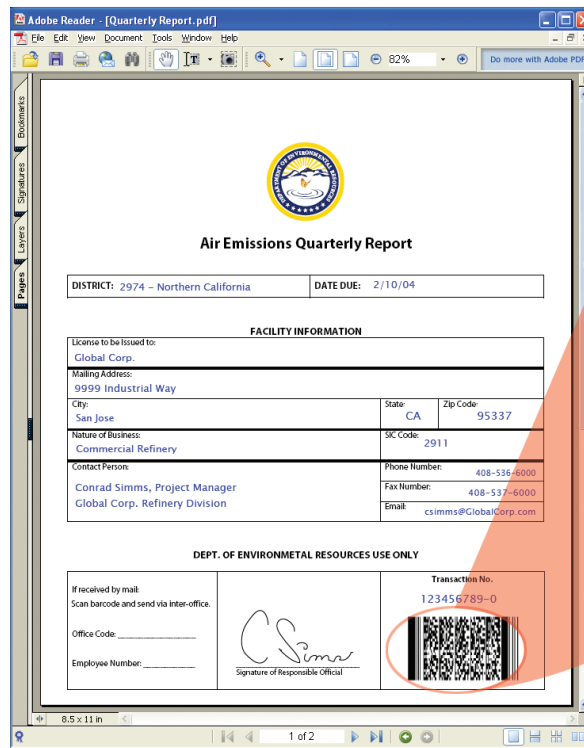 Adobe Reader - [Quarterly Report.pdf]
File Edit View Document Tools Window Help
82%
Do more with Adobe PDF
Bookmarks
Signatures
Layers
Pages
DEPARTMENT OF ENVIRONMENTAL RESOURCES
Air Emissions Quarterly Report
DISTRICT: 2974 – Northern California DATE DUE: 2/10/04
FACILITY INFORMATION
License to be Issued to:
Global Corp.
Mailing Address:
9999 Industrial Way
City: State: Zip Code:
San Jose CA 95337
Nature of Business: SIC Code:
Commercial Refinery 2911
Contact Person: Phone Number:
408-536-6000
Conrad Simms, Project Manager Fax Number:
408-537-6000
Global Corp. Refinery Division Email:
csimms@GlobalCorp.com
DEPT. OF ENVIRONMETAL RESOURCES USE ONLY
If received by mail:
Scan barcode and send via inter-office.
Office Code:
Employee Number:
C Simms
Signature of Responsible Official
Transaction No.
123456789-0
8.5 x 11 in
1 of 2